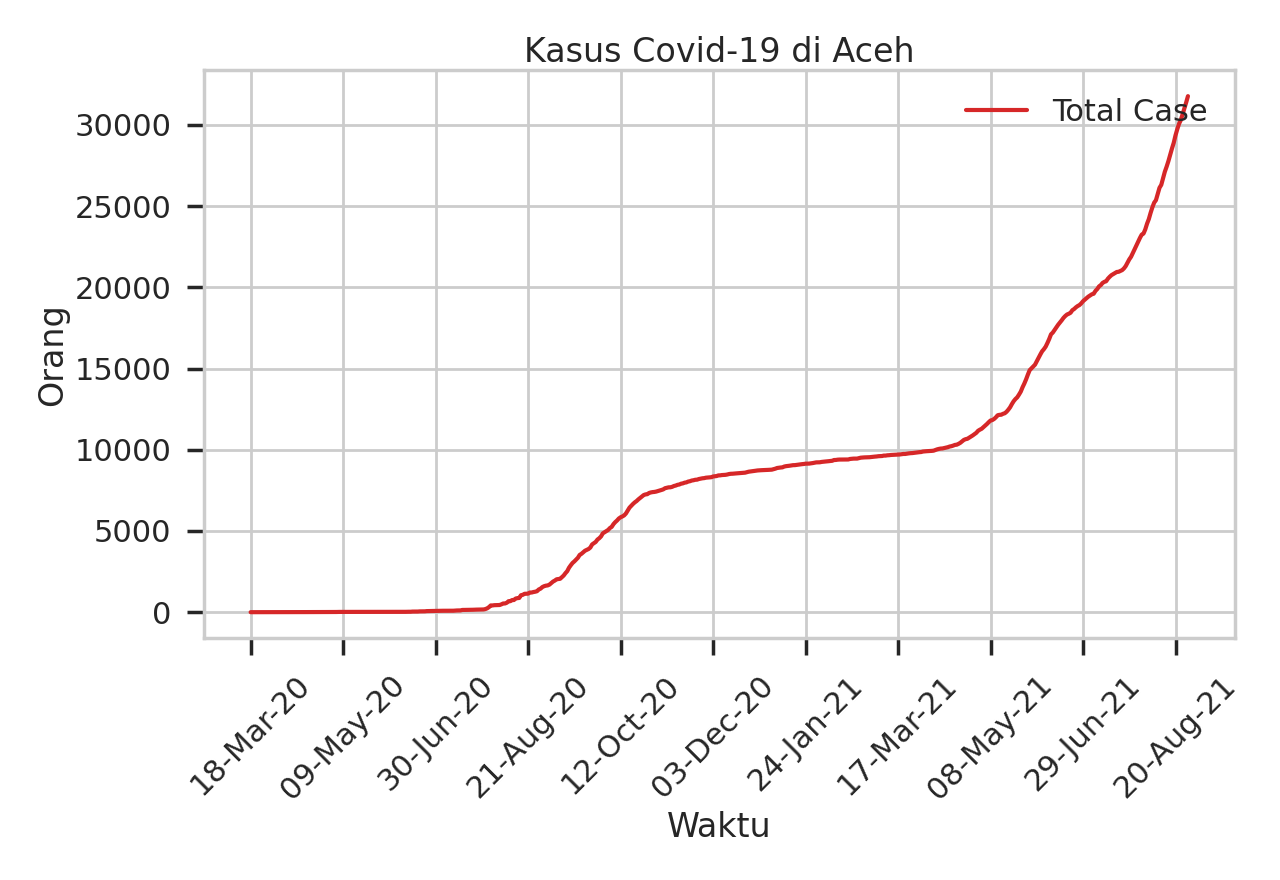 Kasus Covid-19 di Aceh
Total Case
Orang
30000
25000
20000
15000
10000
5000
0
18-Mar-20
09-May-20
30-Jun-20
21-Aug-20
12-Oct-20
03-Dec-20
24-Jan-21
17-Mar-21
08-May-21
29-Jun-21
20-Aug-21
Waktu